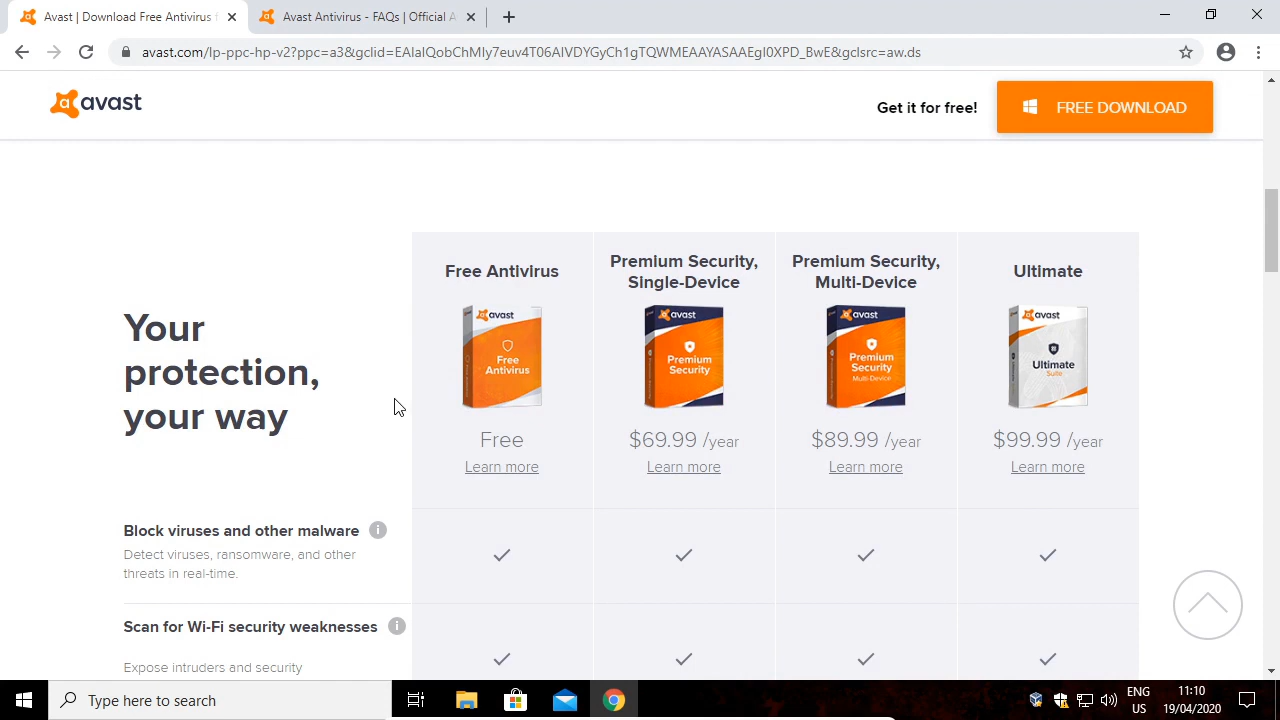 Avast | Download Free Antivirus f
Avast Antivirus - FAQs | Official A
avast.com/lp-ppc-hp-v2?ppc=a3&gclid=EAIaIQobChMIy7euv4T06AIVDYGyCh1gTQWMEAAYASAAEgI0XPD_BwE&gclsrc=aw.ds
avast
Get it for free!
FREE DOWNLOAD
Your
protection,
your way
Free Antivirus
Premium Security,
Single-Device
Premium Security,
Multi-Device
Ultimate
avast
Free
Antivirus
avast
Premium
Security
avast
Premium
Security
Multi-Device
avast
Ultimate
Suite
Free
$69.99 /year
$89.99 /year
$99.99 /year
Learn more
Learn more
Learn more
Learn more
Block viruses and other malware
Detect viruses, ransomware, and other
threats in real-time.
Scan for Wi-Fi security weaknesses
Expose intruders and security
Type here to search
ENG
US
11:10
19/04/2020